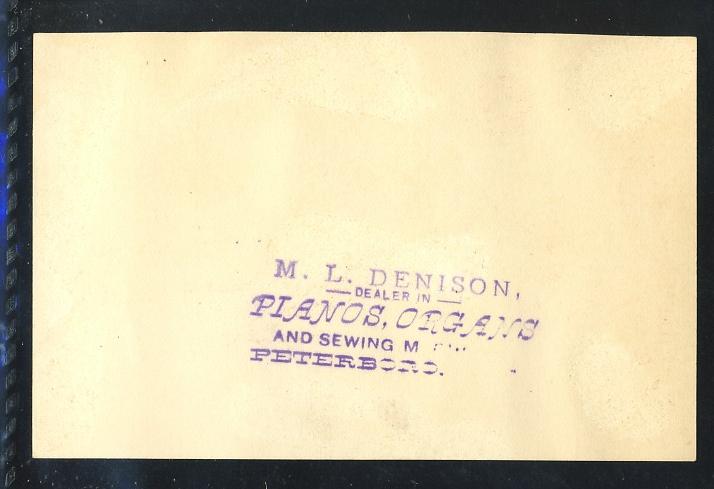 M. L. DENISON,
DEALER IN
PIANOS, ORGANS
AND SEWING M
PETERBORO.